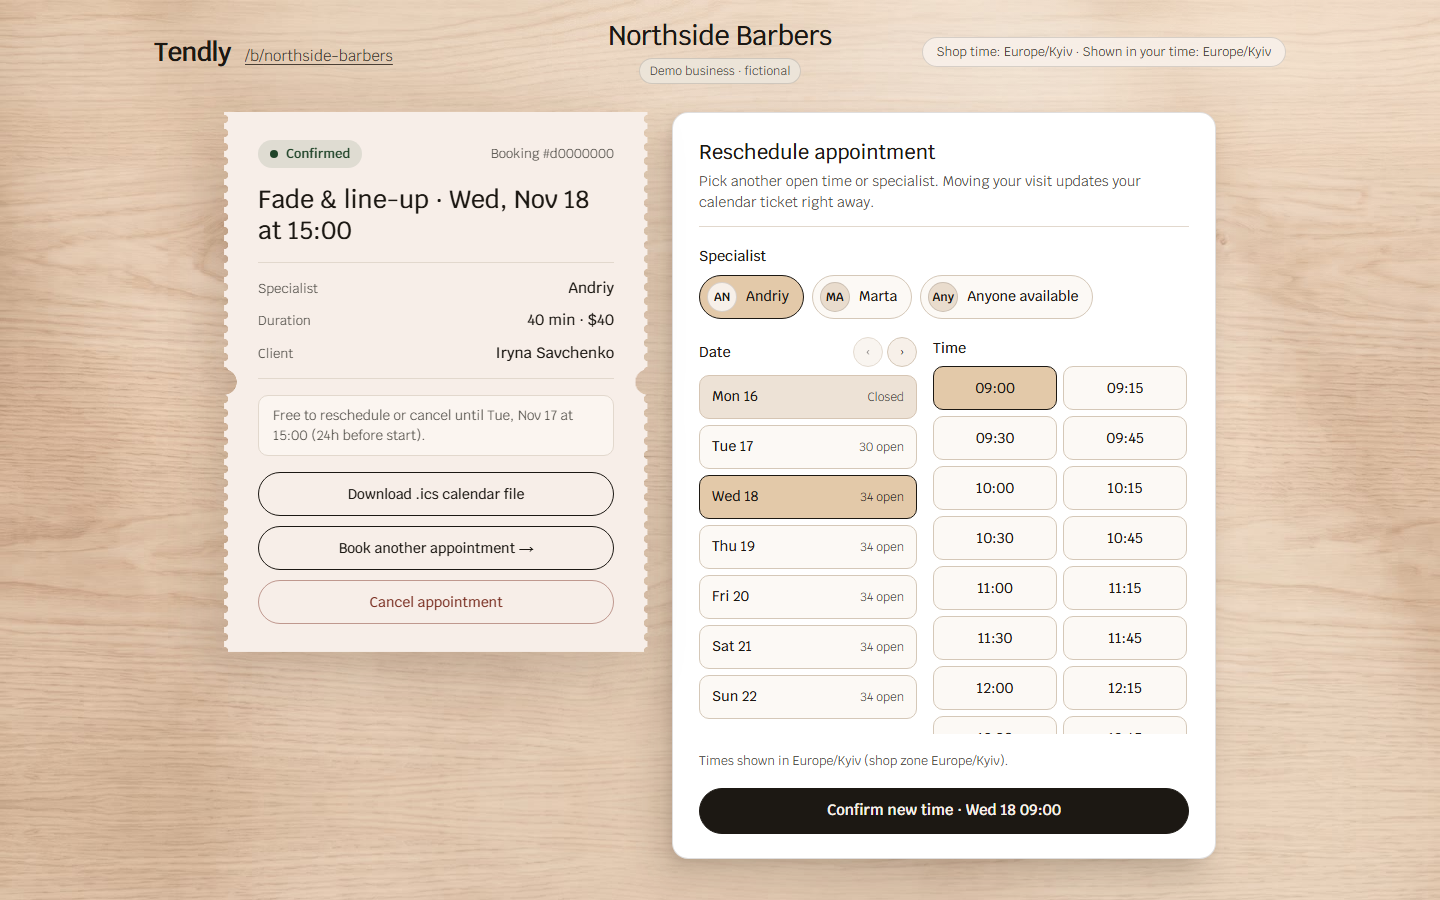 Tendly
/b/northside-barbers
Northside Barbers
Demo business · fictional
Shop time: Europe/Kyiv · Shown in your time: Europe/Kyiv
Confirmed
Booking #d0000000
Fade & line-up · Wed, Nov 18
at 15:00
Specialist
Andriy
Duration
40 min · $40
Client
Iryna Savchenko
Free to reschedule or cancel until Tue, Nov 17 at
15:00 (24h before start).
Download .ics calendar file
Book another appointment →
Cancel appointment
Reschedule appointment
Pick another open time or specialist. Moving your visit updates your
calendar ticket right away.
Specialist
AN Andriy
MA Marta
Any Anyone available
Date
‹ ›
Mon 16 Closed
Tue 17 30 open
Wed 18 34 open
Thu 19 34 open
Fri 20 34 open
Sat 21 34 open
Sun 22 34 open
Time
09:00 09:15
09:30 09:45
10:00 10:15
10:30 10:45
11:00 11:15
11:30 11:45
12:00 12:15
Times shown in Europe/Kyiv (shop zone Europe/Kyiv).
Confirm new time · Wed 18 09:00